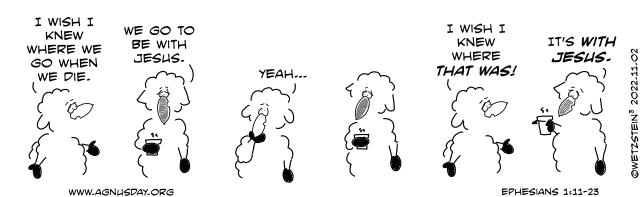 I WISH I
KNEW
WHERE WE
GO WHEN
WE DIE.
WE GO TO
BE WITH
JESUS.
YEAH...
I WISH I
KNEW
WHERE
THAT WAS!
IT'S WITH
JESUS.
©WETZSTEIN³ 2022.11.02
WWW.AGNUSDAY.ORG
EPHESIANS 1:11-23